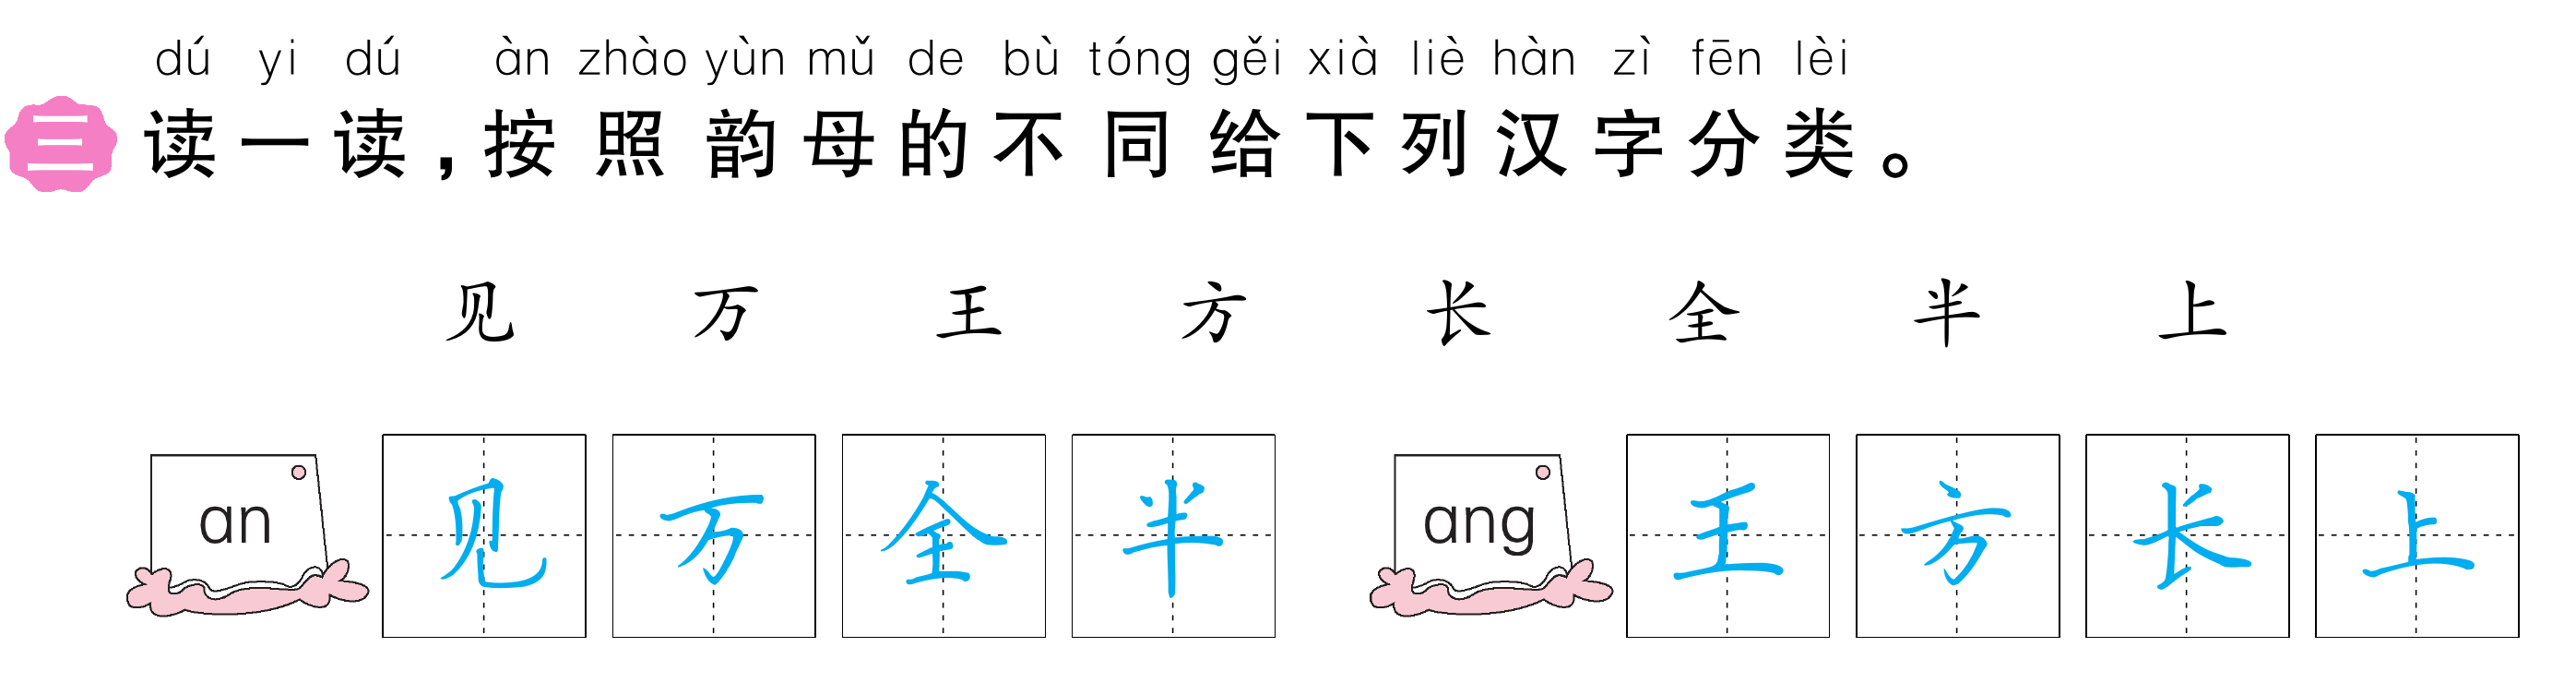 dú yi dú àn zhào yùn mǔ de bù tóng gěi xià liè hàn zì fēn lèi
三 读一读，按照韵母的不同给下列汉字分类。
见 万 王 方 长 全 半 上
an 见 万 全 半 ang 王 方 长 上